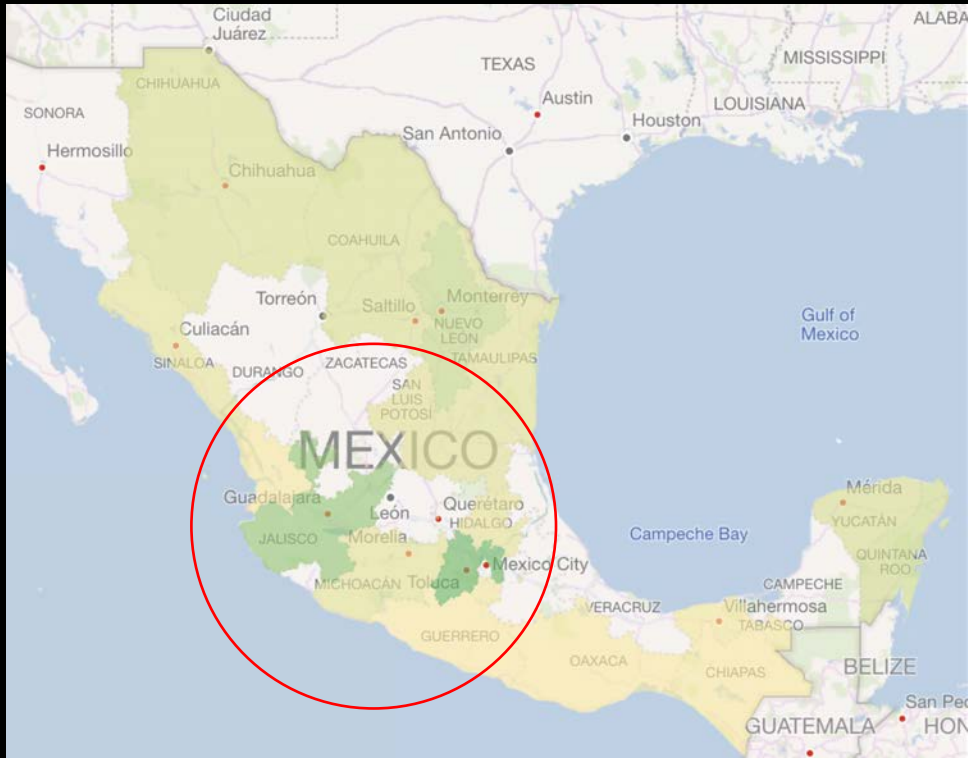 Ciudad
Juárez
ALABA
MISSISSIPPI
TEXAS
CHIHUAHUA
SONORA
Austin
LOUISIANA
Houston
San Antonio
Hermosillo
Chihuahua
COAHUILA
Torreón
Saltillo
Monterrey
Gulf of
Mexico
NUEVO
LEÓN
Culiacán
SINALOA
DURANGO
ZACATECAS
TAMAULIPAS
SAN
LUIS
POTOSÍ
MEXICO
Mérida
Guadalajara
León
Querétaro
HIDALGO
YUCATÁN
JALISCO
Morelia
Campeche Bay
QUINTANA
ROO
Mexico City
MICHOACÁN
Toluca
CAMPECHE
VERACRUZ
Villahermosa
TABASCO
GUERRERO
OAXACA
CHIAPAS
BELIZE
San Ped
GUATEMALA
HON